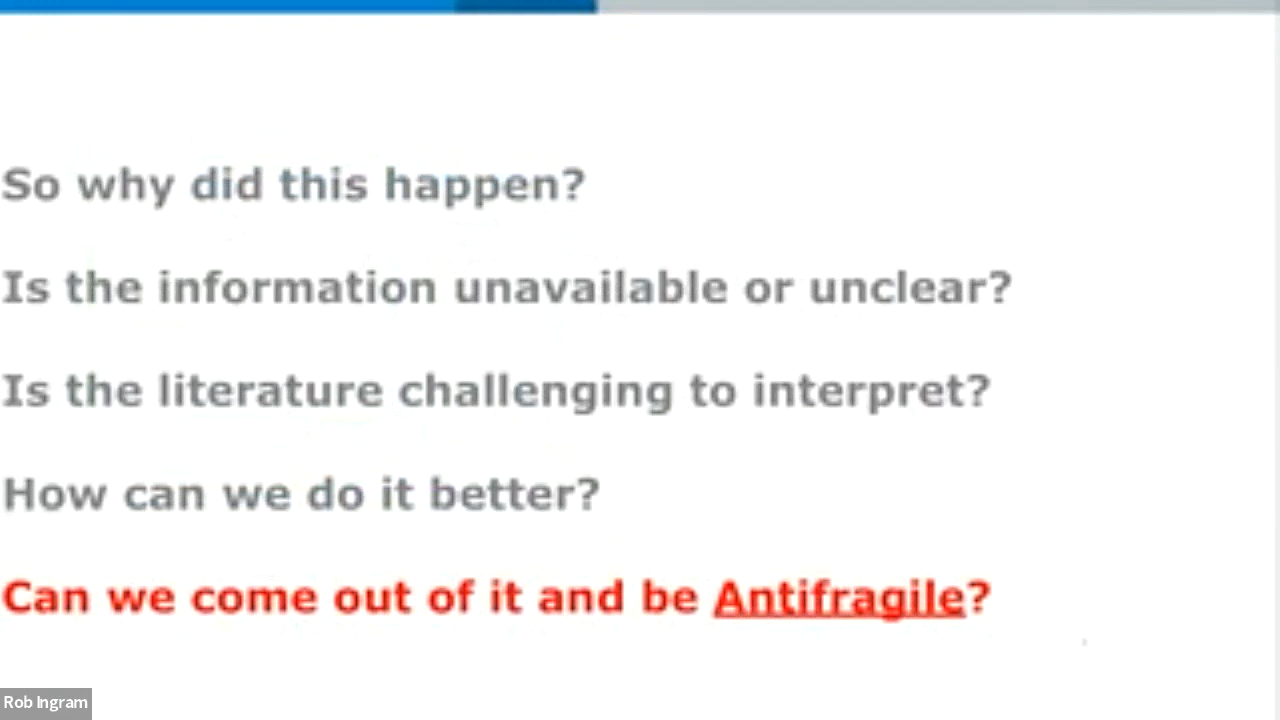 So why did this happen?
Is the information unavailable or unclear?
Is the literature challenging to interpret?
How can we do it better?
Can we come out of it and be Antifragile?
Rob Ingram